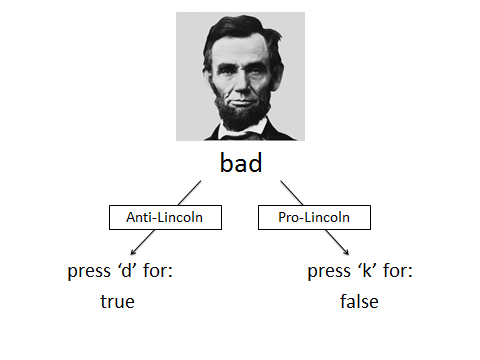 bad
Anti-Lincoln
Pro-Lincoln
press ‘d’ for:
true
press ‘k’ for:
false